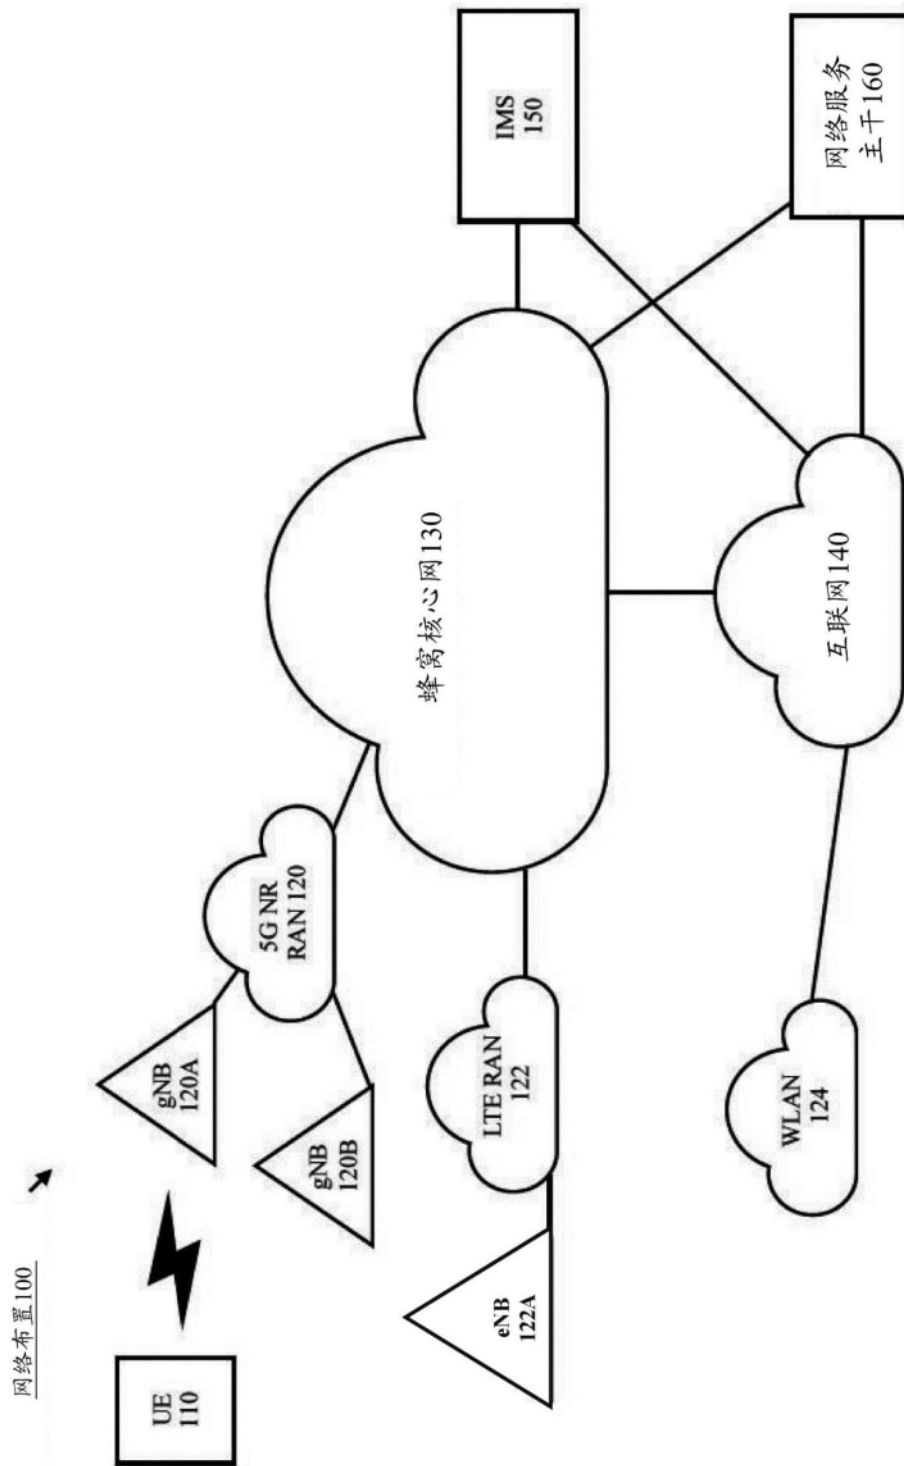 网络布置100
UE
110
gNB
120A
gNB
120B
5G NR
RAN 120
eNB
122A
LTE RAN
122
WLAN
124
蜂窝核心网130
互联网140
IMS
150
网络服务
主干160